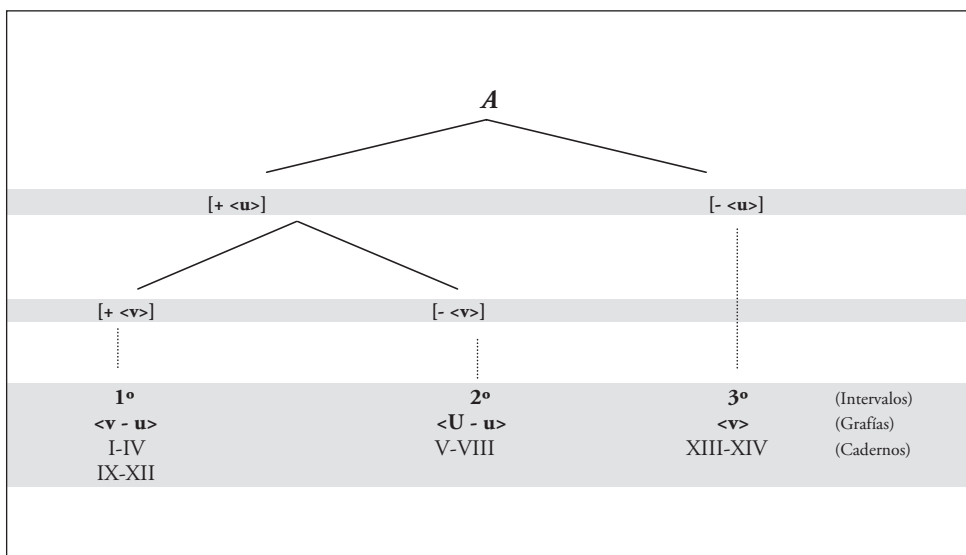 A
[+ <u>] [- <u>]
[+ <v>] [- <v>]
1º 2º 3º (Intervalos)
<v - u> <U - u> <v> (Grafías)
I-IV V-VIII XIII-XIV (Cadernos)
IX-XII